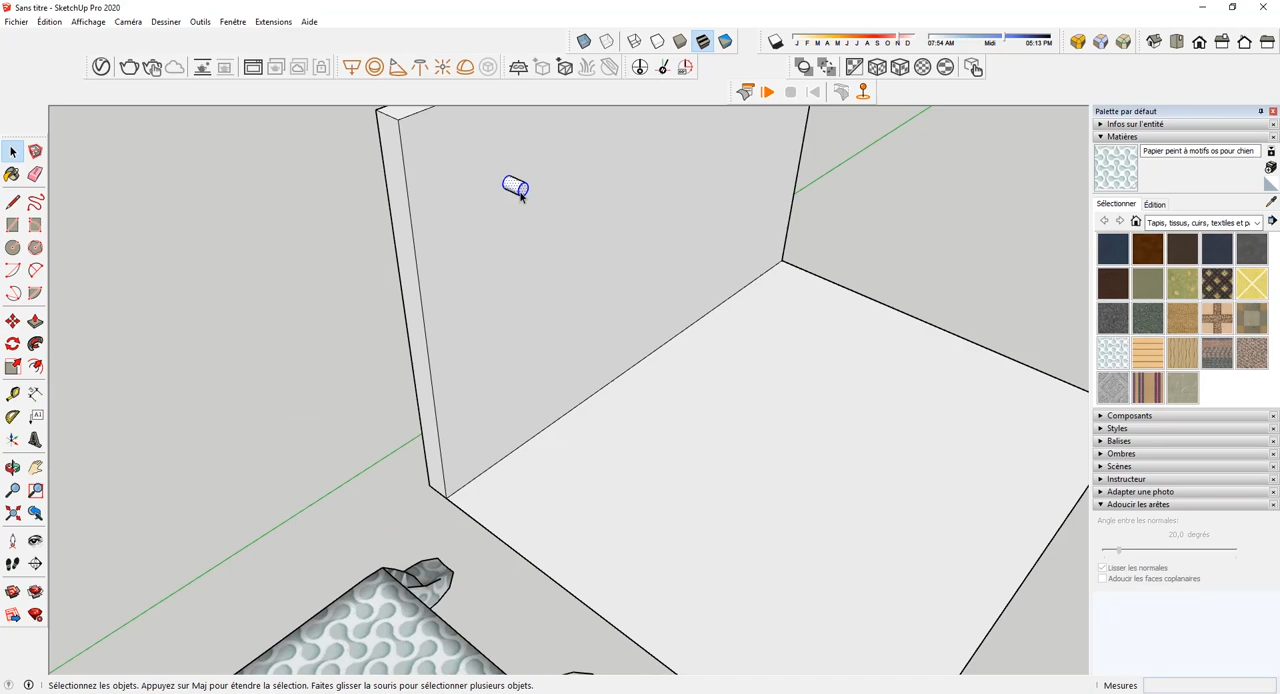 Sans titre - SketchUp Pro 2020
Fichier Édition Affichage Caméra Dessiner Outils Fenêtre Extensions Aide
J F M A M J J A S O N D 07:54 AM Midi 05:13 PM
Palette par défaut
Infos sur l'entité
Matières
Papier peint à motifs os pour chien
Sélectionner Édition
Tapis, tissus, cuirs, textiles et pa
Composants
Styles
Balises
Ombres
Scènes
Instructeur
Adapter une photo
Adoucir les arêtes
Angle entre les normales:
20,0 degrés
Lisser les normales
Adoucir les faces coplanaires
Sélectionnez les objets. Appuyez sur Maj pour étendre la sélection. Faites glisser la souris pour sélectionner plusieurs objets.
Mesures